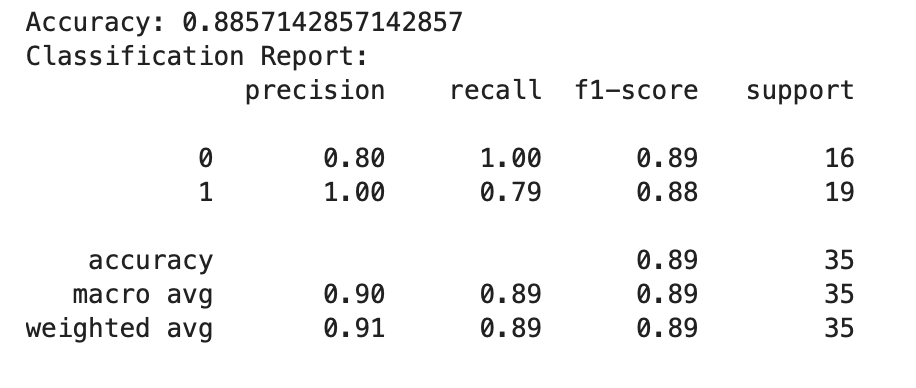 Accuracy: 0.8857142857142857
Classification Report:
precision recall f1-score support
0 0.80 1.00 0.89 16
1 1.00 0.79 0.88 19
accuracy 0.89 35
macro avg 0.90 0.89 0.89 35
weighted avg 0.91 0.89 0.89 35